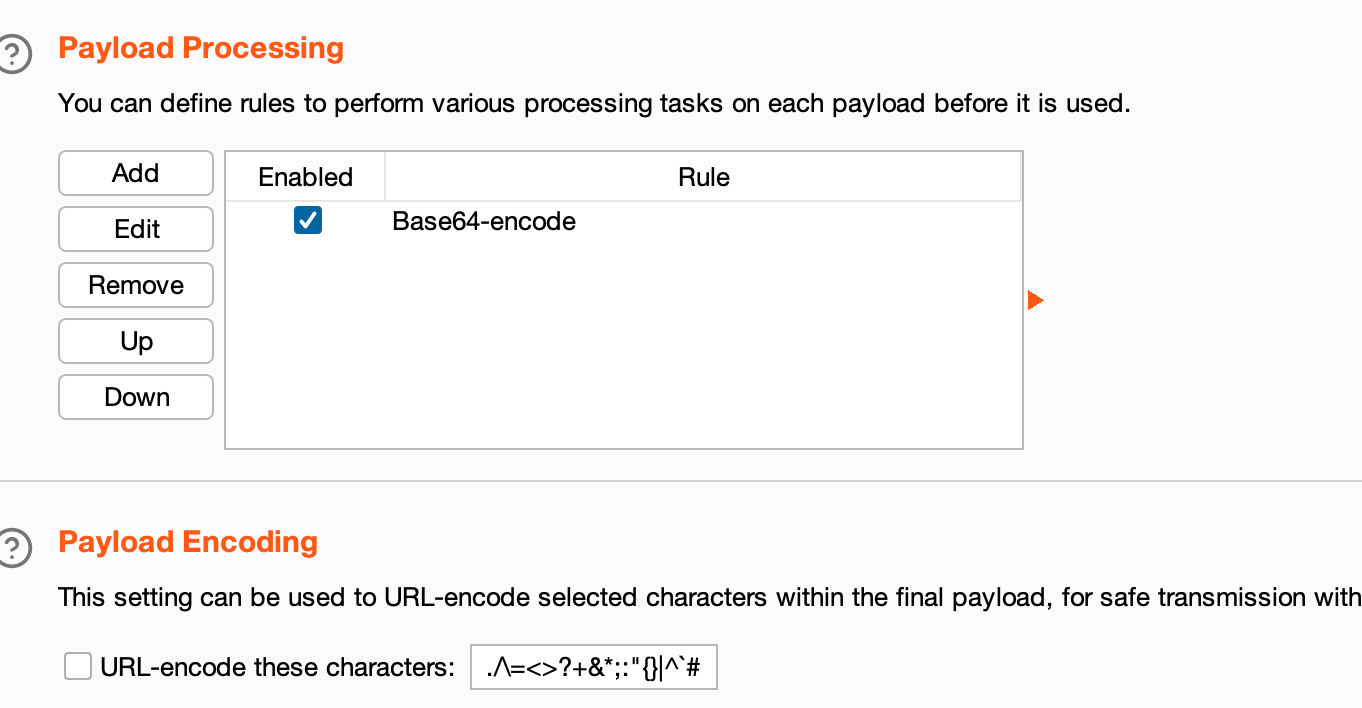 ?
Payload Processing
You can define rules to perform various processing tasks on each payload before it is used.
Add
Edit
Remove
Up
Down
Enabled
Rule
Base64-encode
?
Payload Encoding
This setting can be used to URL-encode selected characters within the final payload, for safe transmission with
URL-encode these characters:
./\=<>?+&*;:"{}|^`#